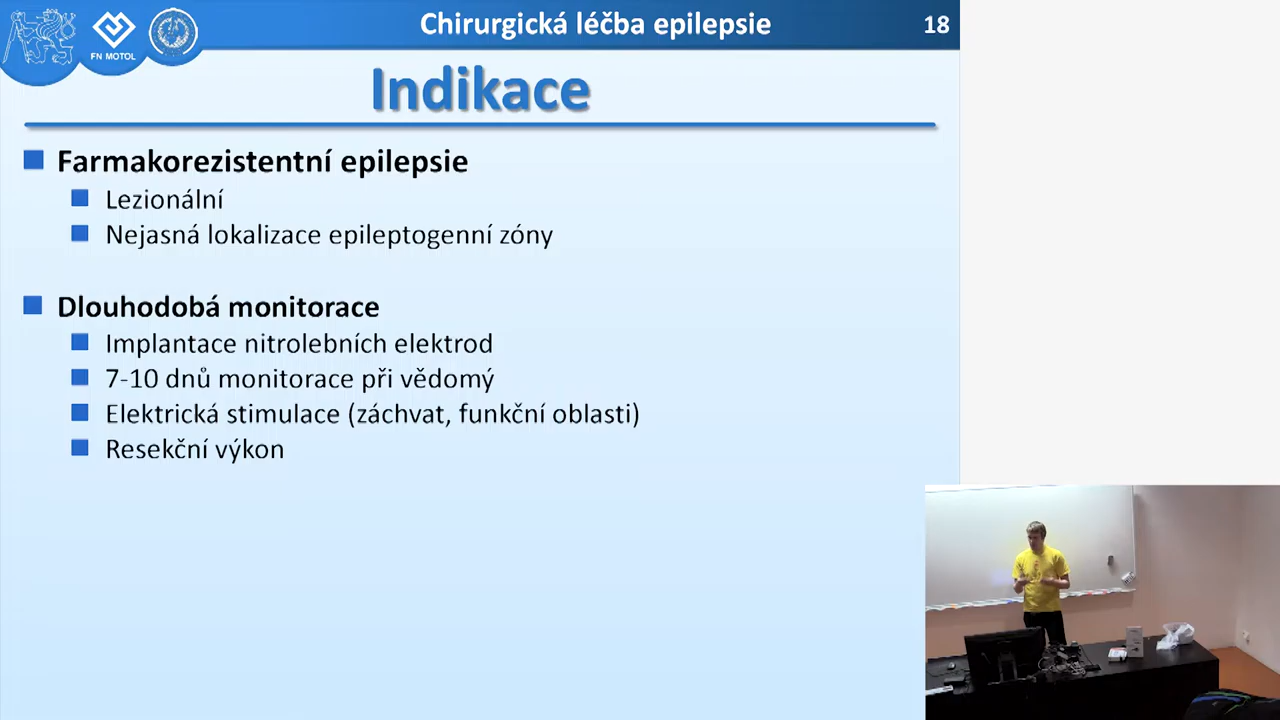 Chirurgická léčba epilepsie
18
FN MOTOL
Indikace
Farmakorezistentní epilepsie
Lezionální
Nejasná lokalizace epileptogenní zóny
Dlouhodobá monitorace
Implantace nitrolebních elektrod
7-10 dnů monitorace při vědomý
Elektrická stimulace (záchvat, funkční oblasti)
Resekční výkon